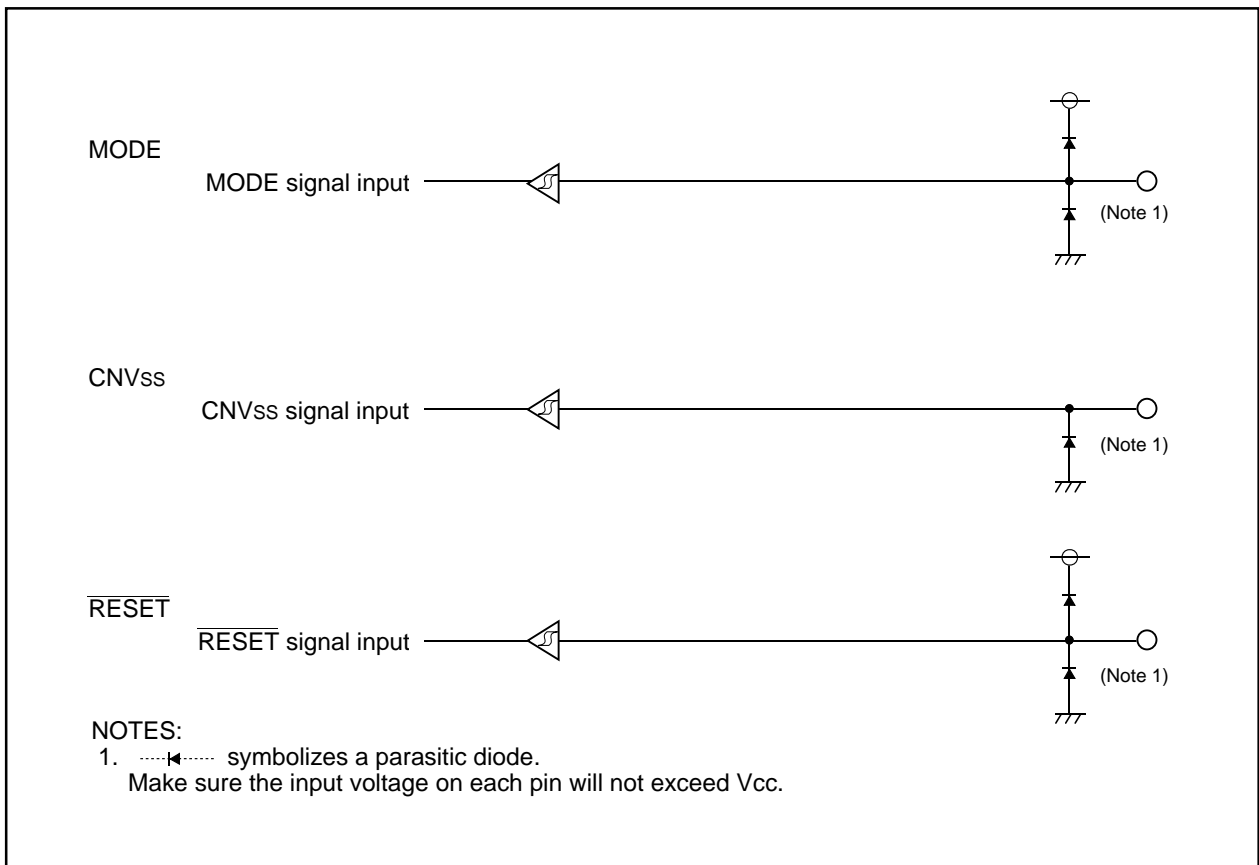 MODE
MODE signal input
(Note 1)
CNVss
CNVss signal input
(Note 1)
RESET
RESET signal input
(Note 1)
NOTES:
1. symbolizes a parasitic diode.
Make sure the input voltage on each pin will not exceed Vcc.